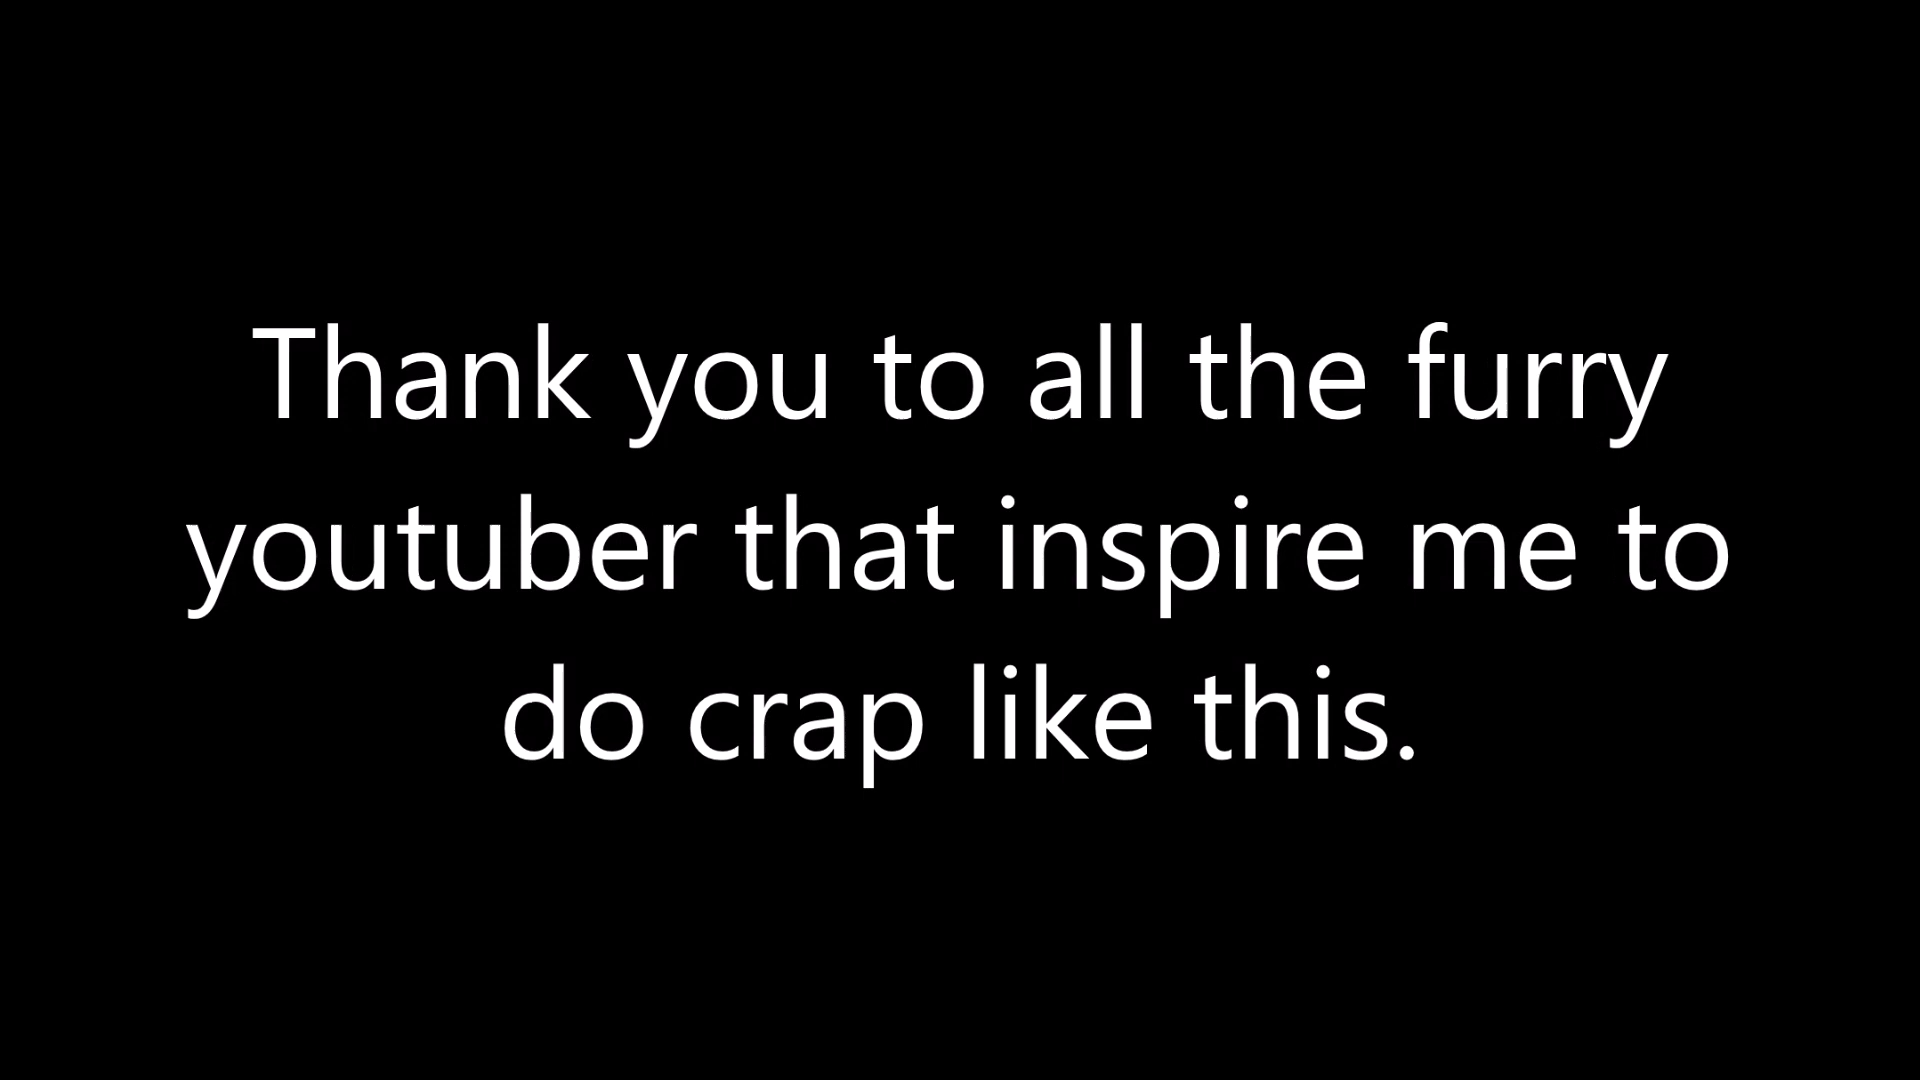 Thank you to all the furry
youtuber that inspire me to
do crap like this.